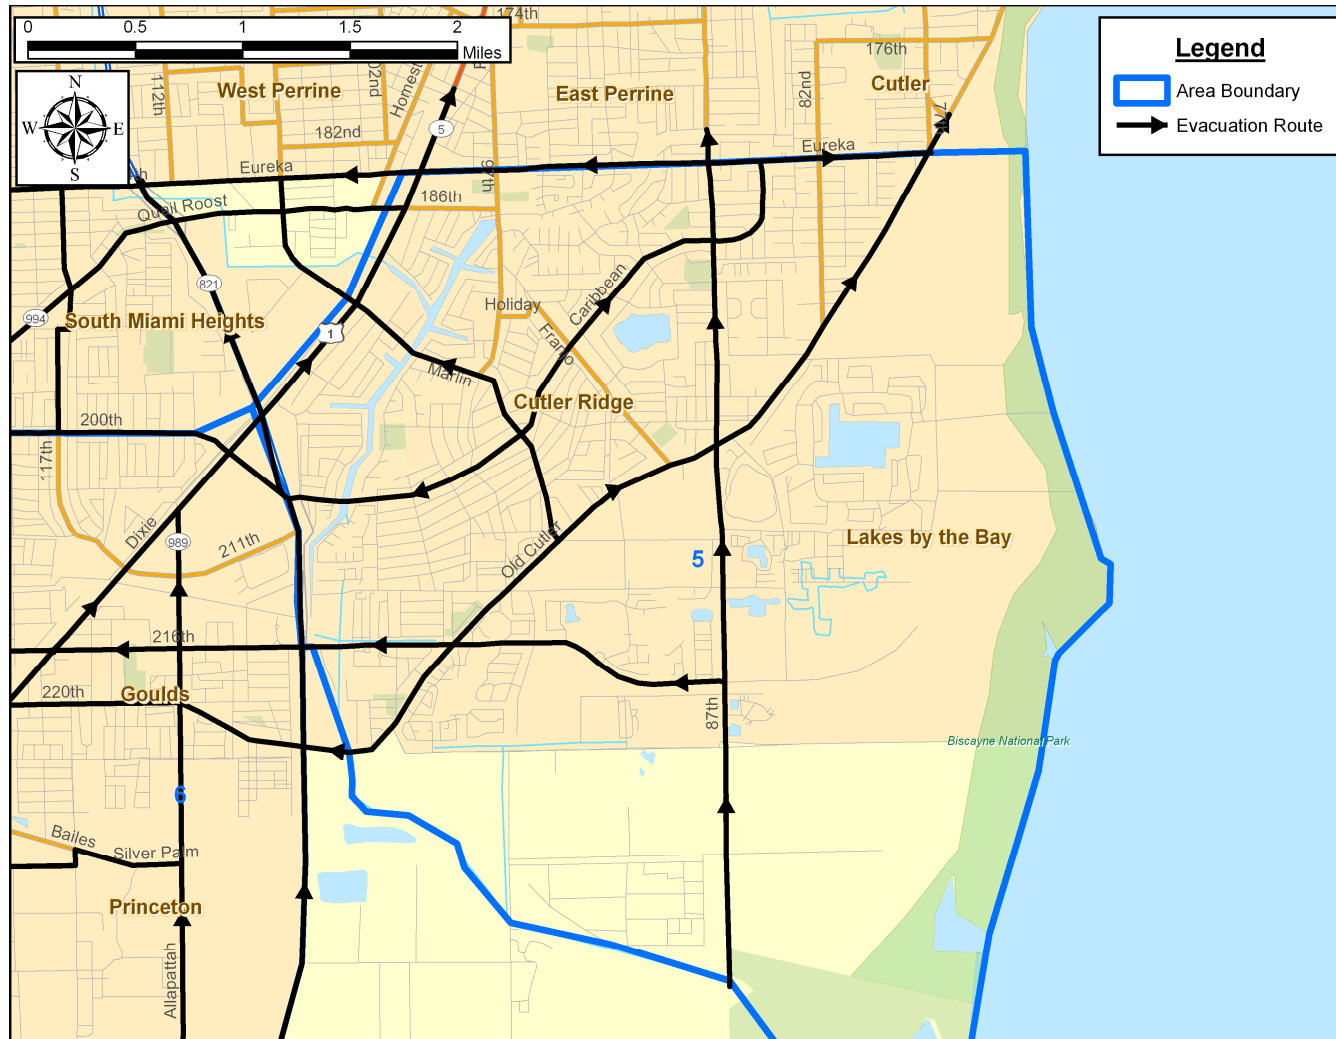 0 0.5 1 1.5 2
Miles
174th
Legend
Area Boundary
Evacuation Route
N
W E
S
112th
West Perrine
Homest
East Perrine
82nd
176th
Cutler
182nd
5
Eureka
Eureka
97th
Quail Roost
186th
821
994
South Miami Heights
1
Holiday
Caribbean
Franjo
Marlin
Cutler Ridge
200th
117th
Dixie
989
211th
Old Cutler
5
Lakes by the Bay
216th
220th
Goulds
87th
Biscayne National Park
6
Bailes
Silver Palm
Princeton
Allapattah